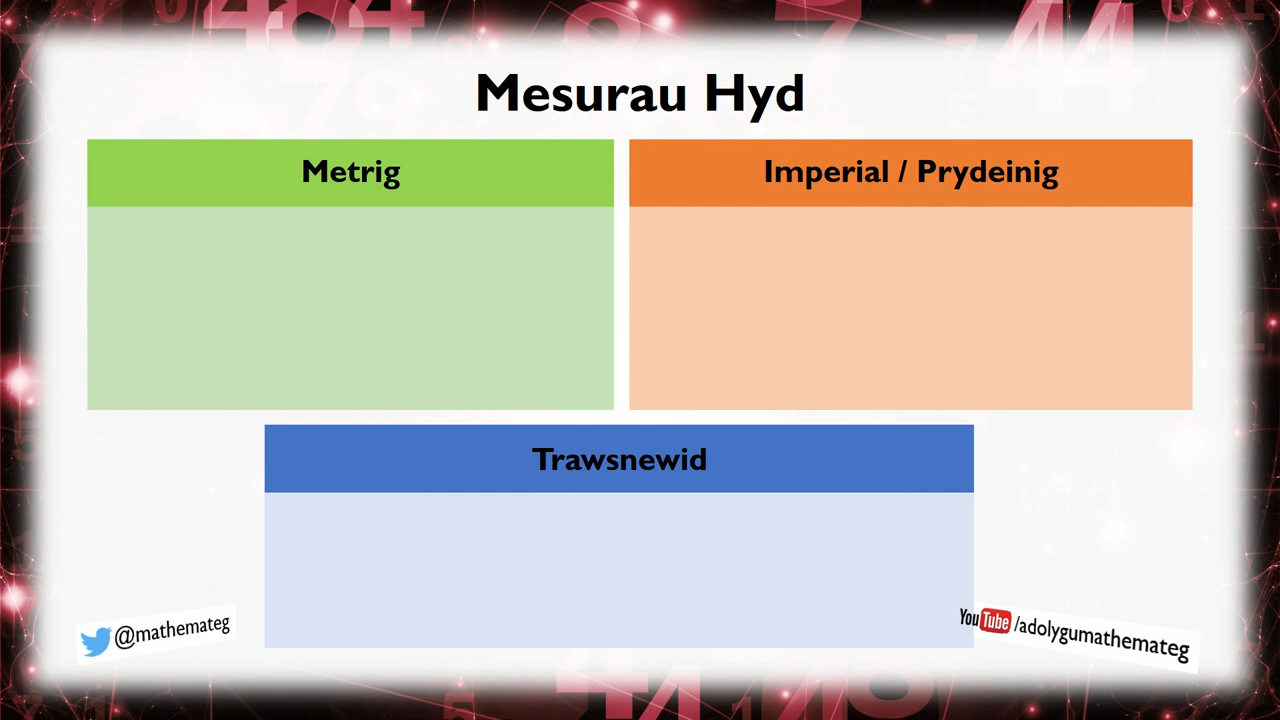 Mesurau Hyd
Metrig
Imperial / Prydeinig
Trawsnewid
@mathemateg
YouTube /adolygumathemateg